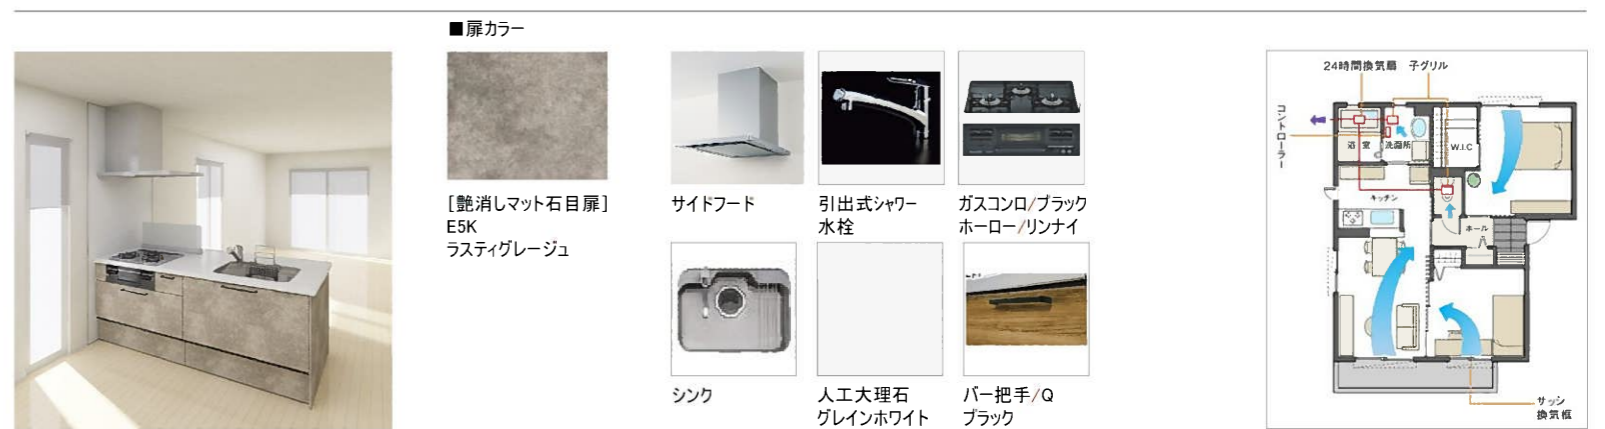 ■扉カラー
[艶消しマット石目扉]
E5K
ラスティグレージュ
サイドフード
引出式シャワー
水栓
ガスコンロ/ブラック
ホーロー/リンナイ
シンク
人工大理石
グレインホワイト
バー把手/Q
ブラック
24時間換気扇 子グリル
コントローラー
浴室
洗面所
W.I.C
キッチン
ホール
サッシ
換気框